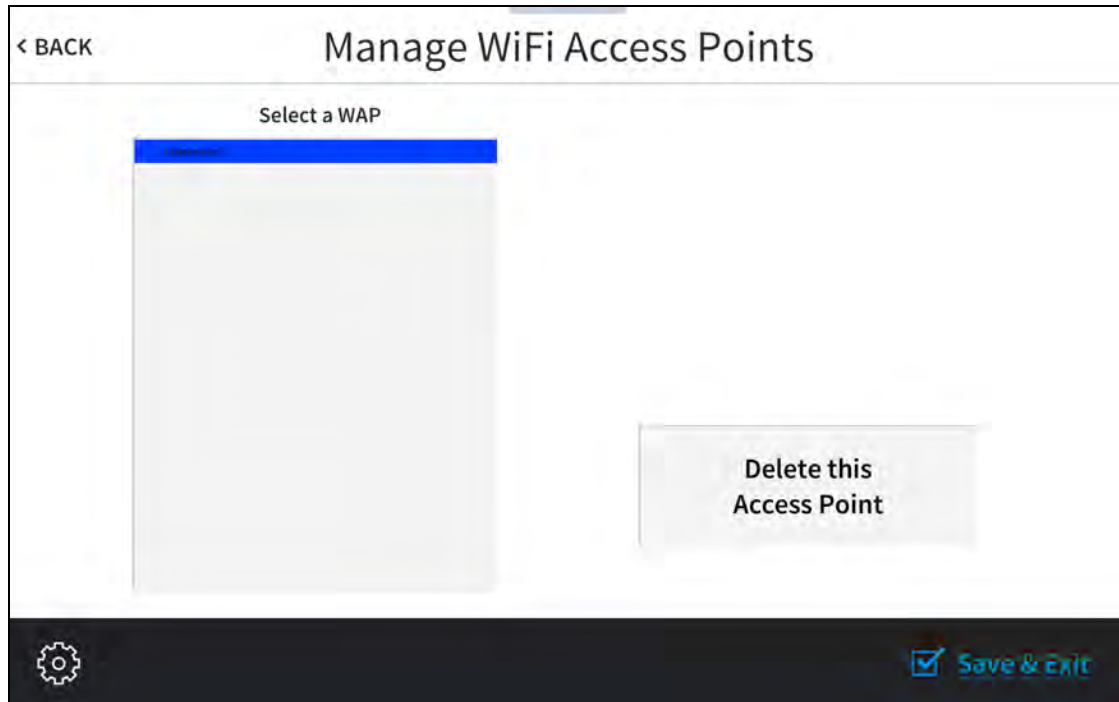 < BACK
Manage WiFi Access Points
Select a WAP
Delete this
Access Point
Save & Exit